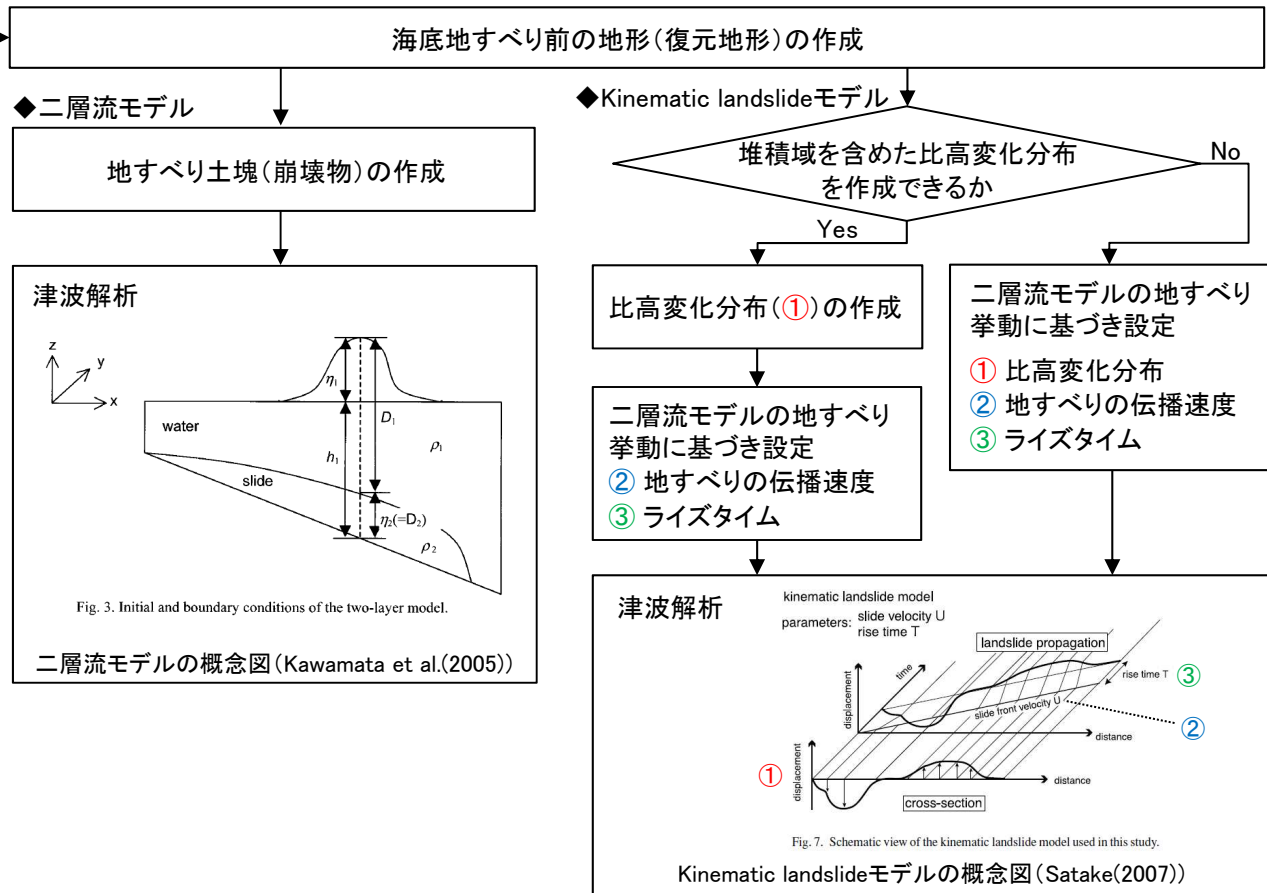 海底地すべり前の地形(復元地形)の作成
◆二層流モデル
地すべり土塊(崩壊物)の作成
津波解析
z
y
x
water
slide
η1
h1
D1
η2(=D2)
ρ1
ρ2
Fig. 3. Initial and boundary conditions of the two-layer model.
二層流モデルの概念図(Kawamata et al.(2005))
◆Kinematic landslideモデル
堆積域を含めた比高変化分布
を作成できるか
No
Yes
比高変化分布(①)の作成
二層流モデルの地すべり
挙動に基づき設定
② 地すべりの伝播速度
③ ライズタイム
二層流モデルの地すべり
挙動に基づき設定
① 比高変化分布
② 地すべりの伝播速度
③ ライズタイム
津波解析
kinematic landslide model
parameters: slide velocity U
rise time T
landslide propagation
time
displacement
rise time T
③
slide front velocity U
②
distance
①
displacement
distance
cross-section
Fig. 7. Schematic view of the kinematic landslide model used in this study.
Kinematic landslideモデルの概念図(Satake(2007))